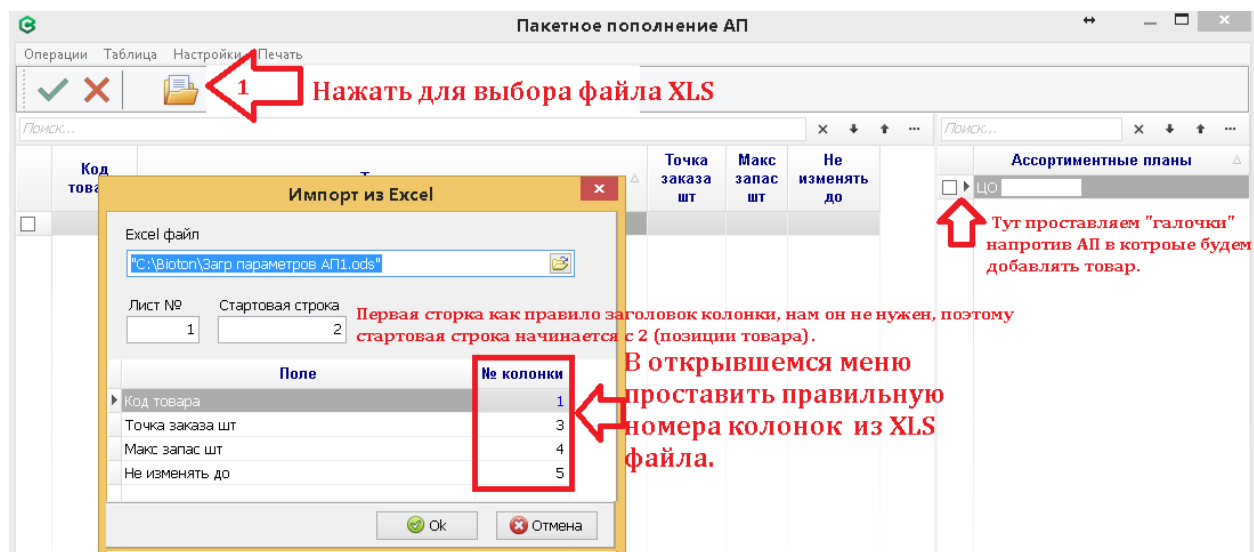 Пакетное пополнение АП
Операции Таблица Настройки Печать
1
Нажать для выбора файла XLS
Поиск...
Поиск...
Код
това
Точка
заказа
шт
Макс
запас
шт
Не
изменять
до
Ассортиментные планы
ЦО
Тут проставляем "галочки"
напротив АП в котроые будем
добавлять товар.
Импорт из Excel
Excel файл
"C:\Bioton\Загр параметров АП1.ods"
Лист № Стартовая строка
1 2
Первая сторка как правило заголовок колонки, нам он не нужен, поэтому
стартовая строка начинается с 2 (позиции товара).
Поле № колонки
Код товара 1
Точка заказа шт 3
Макс запас шт 4
Не изменять до 5
В открывшемся меню
проставить правильную
номера колонок из XLS
файла.
Ok Отмена